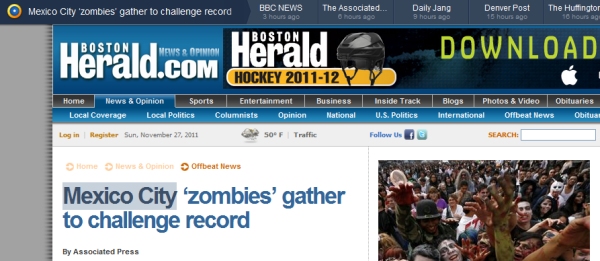 Mexico City ‘zombies’ gather to challenge record
BBC NEWS
3 hours ago
The Associated...
6 hours ago
Daily Jang
9 hours ago
Denver Post
15 hours ago
The Huffington
16 hours ago
BOSTON
NEWS & OPINION
Herald.com
BOSTON
Herald
HOCKEY 2011-12
DOWNLOAD
Home
News & Opinion
Sports
Entertainment
Business
Inside Track
Blogs
Photos & Video
Obituaries
Local Coverage
Local Politics
Columnists
Opinion
National
U.S. Politics
International
Offbeat News
Obitua
Log in | Register
Sun, November 27, 2011
50° F | Traffic
Follow Us
SEARCH:
Home
News & Opinion
Offbeat News
Mexico City ‘zombies’ gather
to challenge record
By Associated Press